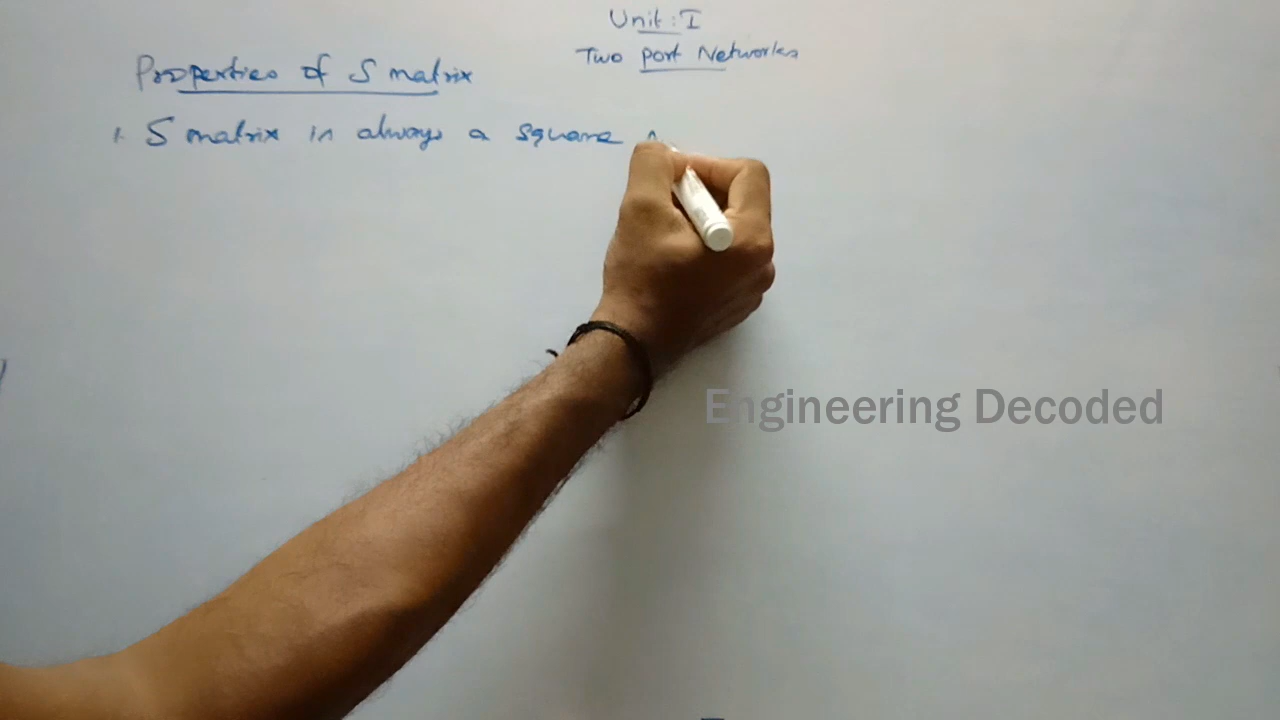 Unit: I
Two Port Networks
Properties of S matrix
1. S matrix is always a square
Engineering Decoded